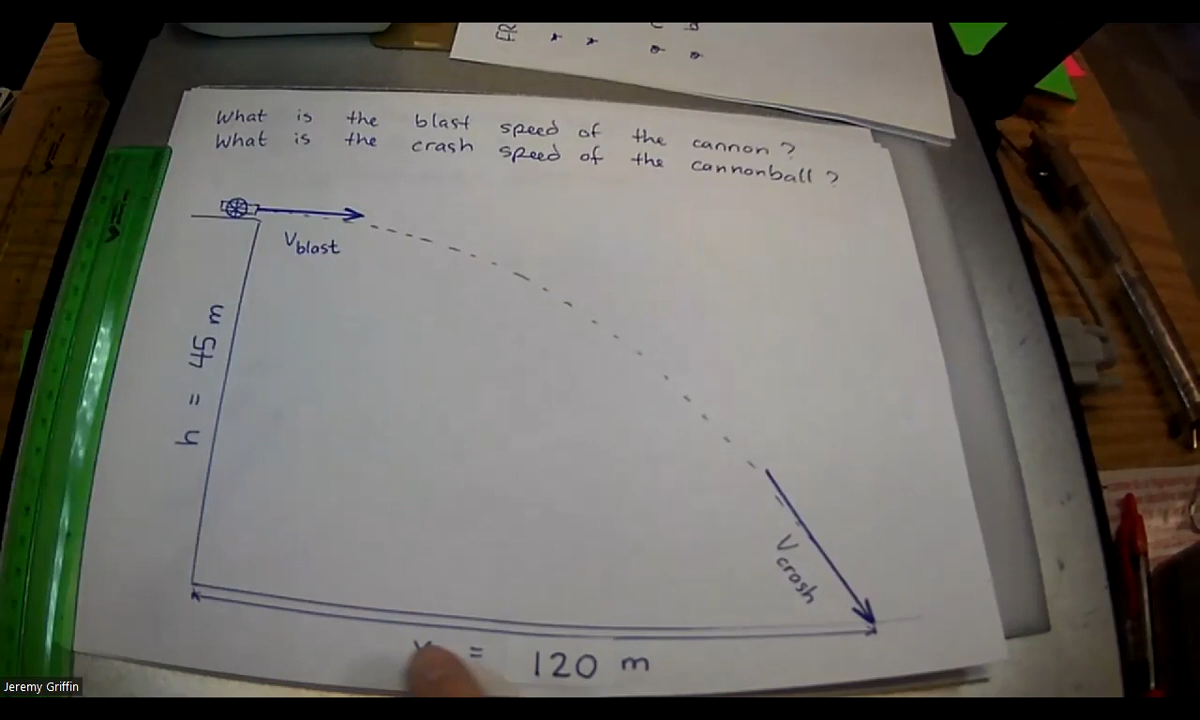 What is the blast speed of the cannon?
What is the crash speed of the cannonball?
Vblast
h = 45 m
Vcrash
= 120 m
Jeremy Griffin